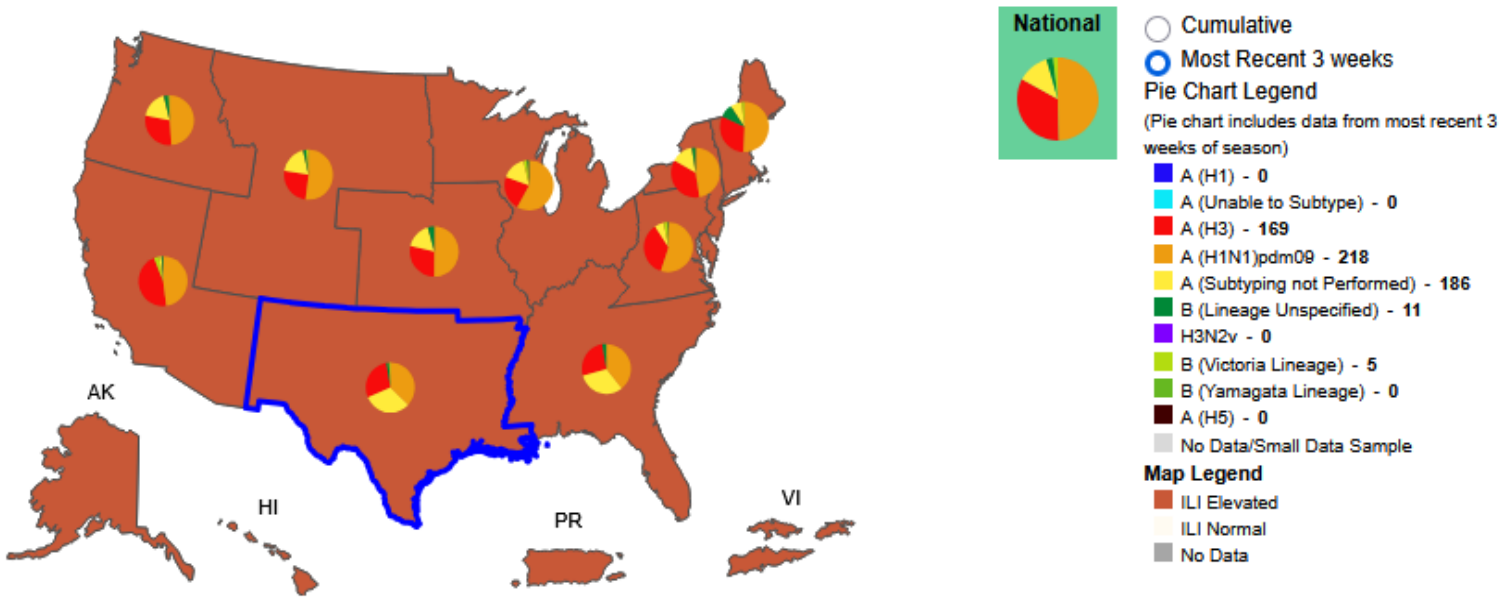 National
Cumulative
Most Recent 3 weeks
Pie Chart Legend
(Pie chart includes data from most recent 3
weeks of season)
A (H1) - 0
A (Unable to Subtype) - 0
A (H3) - 169
A (H1N1)pdm09 - 218
A (Subtyping not Performed) - 186
B (Lineage Unspecified) - 11
H3N2v - 0
B (Victoria Lineage) - 5
B (Yamagata Lineage) - 0
A (H5) - 0
No Data/Small Data Sample
Map Legend
ILI Elevated
ILI Normal
No Data
AK
HI
PR
VI